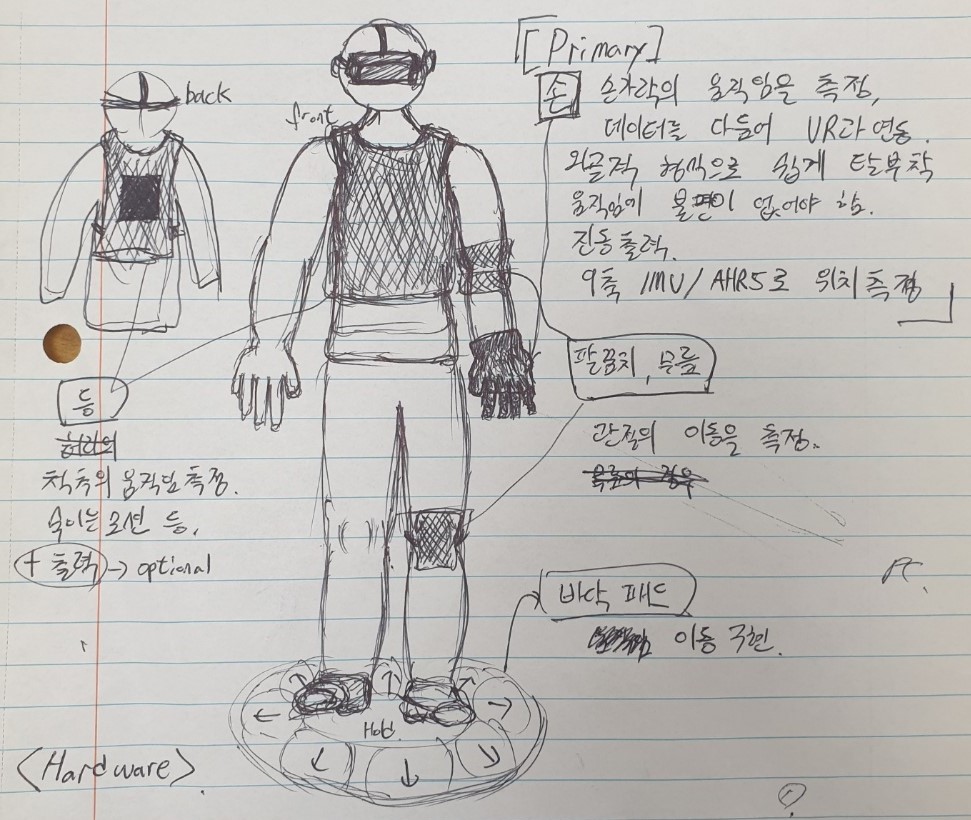 [Primary]
손 손가락의 움직임을 측정,
데이터를 다듬어 VR과 연동.
외골격 형식으로 쉽게 탈부착
움직임이 불편이 없어야 함.
진동출력.
9축 IMU/AHRS로 위치측정
back
front
팔꿈치, 무릎
관절의 이동을 측정.
등
허리의
척추의 움직임 측정.
숙이는 모션 등.
+ 출력 → optional
바닥 패드
이동 구현.
Hold.
<Hardware>.